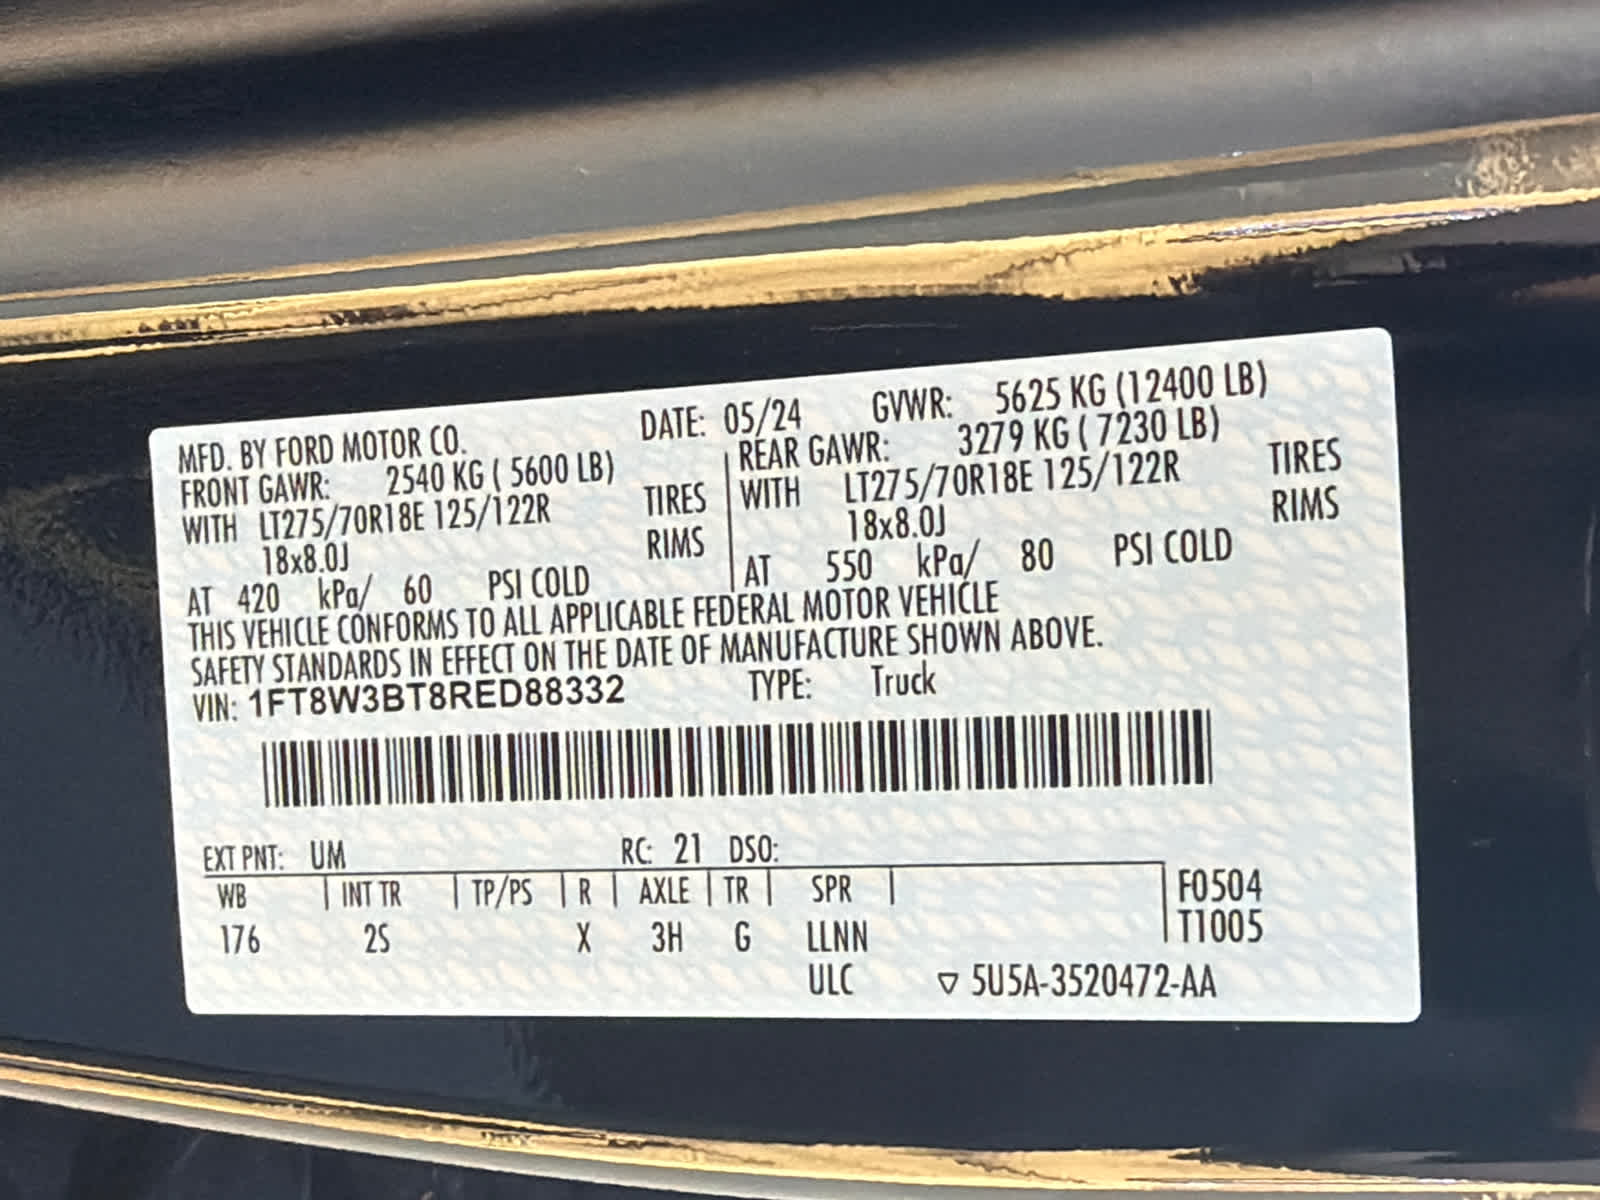 MFD. BY FORD MOTOR CO. DATE: 05/24 GVWR: 5625 KG (12400 LB)
FRONT GAWR: 2540 KG ( 5600 LB) REAR GAWR: 3279 KG ( 7230 LB)
WITH LT275/70R18E 125/122R TIRES WITH LT275/70R18E 125/122R TIRES
18x8.0J RIMS 18x8.0J RIMS
AT 420 kPa/ 60 PSI COLD AT 550 kPa/ 80 PSI COLD
THIS VEHICLE CONFORMS TO ALL APPLICABLE FEDERAL MOTOR VEHICLE
SAFETY STANDARDS IN EFFECT ON THE DATE OF MANUFACTURE SHOWN ABOVE.
VIN: 1FT8W3BT8RED88332 TYPE: Truck
EXT PNT: UM RC: 21 DSO:
WB INT TR TP/PS R AXLE TR SPR F0504
176 2S X 3H G LLNN T1005
ULC ▽ 5U5A-3520472-AA